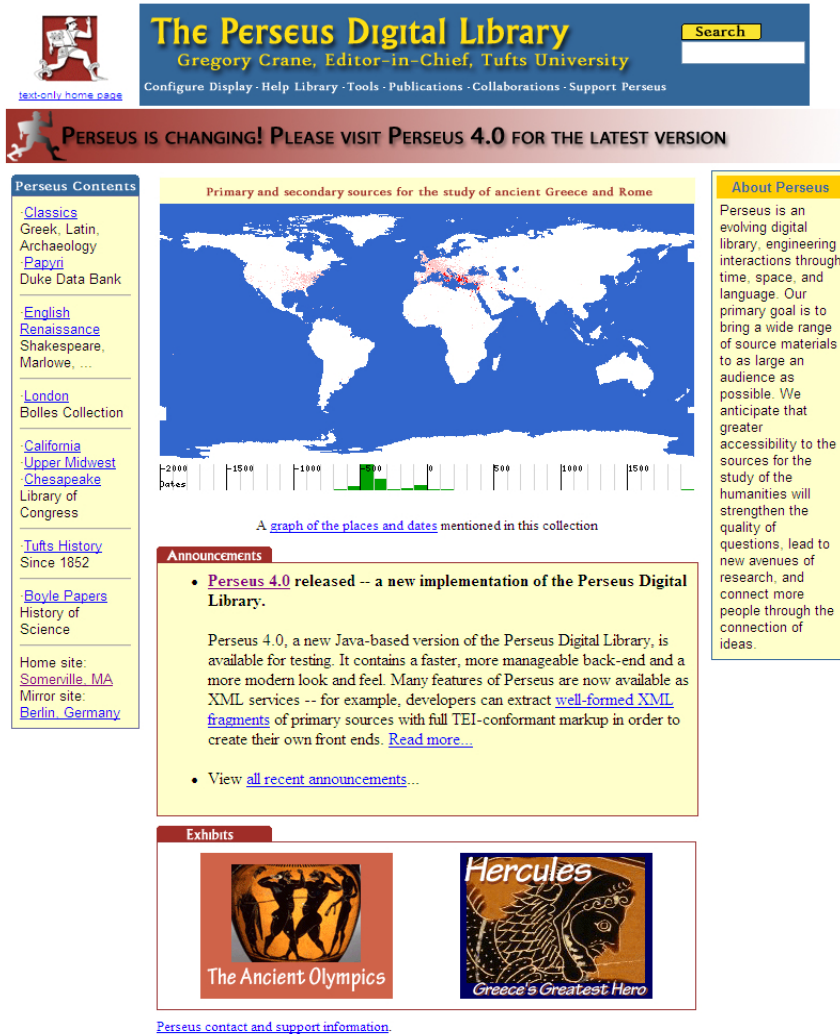 The Perseus Digital Library
Gregory Crane, Editor-in-Chief, Tufts University
Configure Display · Help Library · Tools · Publications · Collaborations · Support Perseus
Search
text-only home page
Perseus is changing! Please visit Perseus 4.0 for the latest version
Perseus Contents
·Classics
Greek, Latin,
Archaeology
·Papyri
Duke Data Bank
·English
Renaissance
Shakespeare,
Marlowe, ...
·London
Bolles Collection
·California
·Upper Midwest
·Chesapeake
Library of
Congress
·Tufts History
Since 1852
·Boyle Papers
History of
Science
Home site:
Somerville, MA
Mirror site:
Berlin, Germany
Primary and secondary sources for the study of ancient Greece and Rome
-2000 -1500 -1000 -500 0 500 1000 1500
Dates
A graph of the places and dates mentioned in this collection
Announcements
• Perseus 4.0 released -- a new implementation of the Perseus Digital
Library.
Perseus 4.0, a new Java-based version of the Perseus Digital Library, is
available for testing. It contains a faster, more manageable back-end and a
more modern look and feel. Many features of Perseus are now available as
XML services -- for example, developers can extract well-formed XML
fragments of primary sources with full TEI-conformant markup in order to
create their own front ends. Read more...
• View all recent announcements...
Exhibits
The Ancient Olympics
Hercules
Greece's Greatest Hero
Perseus contact and support information.
About Perseus
Perseus is an
evolving digital
library, engineering
interactions through
time, space, and
language. Our
primary goal is to
bring a wide range
of source materials
to as large an
audience as
possible. We
anticipate that
greater
accessibility to the
sources for the
study of the
humanities will
strengthen the
quality of
questions, lead to
new avenues of
research, and
connect more
people through the
connection of
ideas.